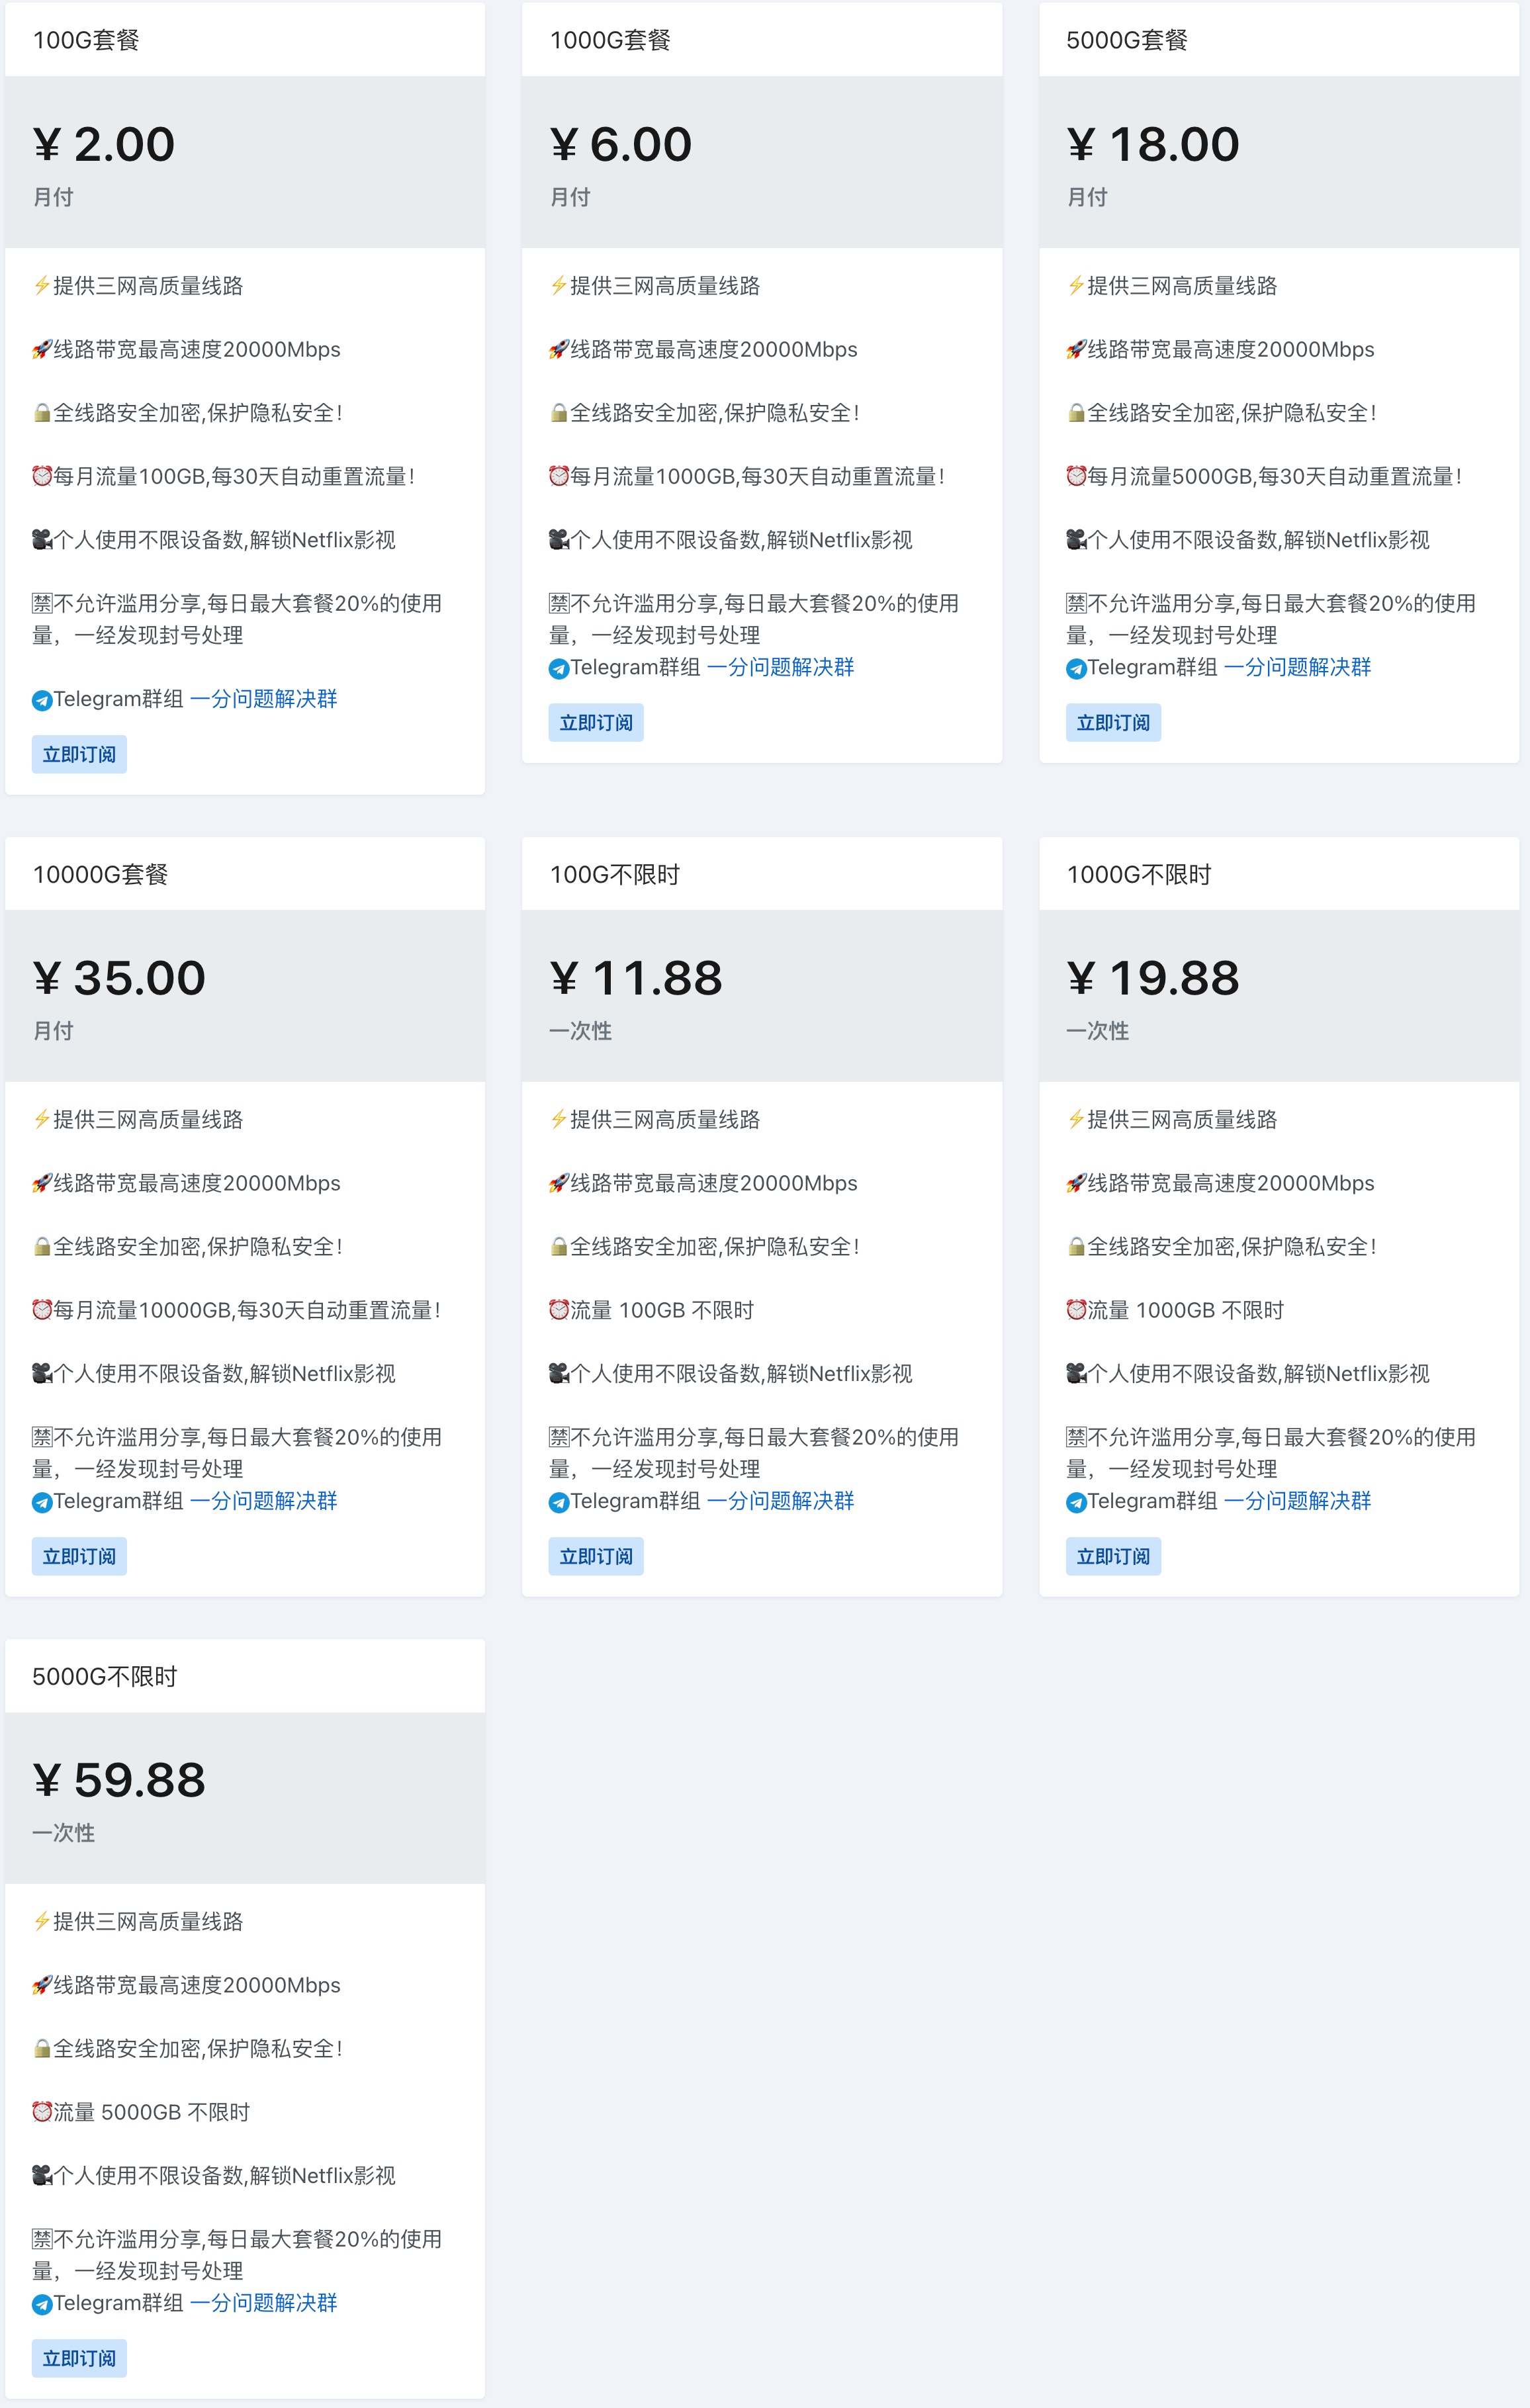 100G套餐
¥ 2.00
月付
⚡提供三网高质量线路
🚀线路带宽最高速度20000Mbps
🔒全线路安全加密,保护隐私安全!
⏰每月流量100GB,每30天自动重置流量!
🎥个人使用不限设备数,解锁Netflix影视
🈲不允许滥用分享,每日最大套餐20%的使用
量，一经发现封号处理
Telegram群组 一分问题解决群
立即订阅
1000G套餐
¥ 6.00
月付
⚡提供三网高质量线路
🚀线路带宽最高速度20000Mbps
🔒全线路安全加密,保护隐私安全!
⏰每月流量1000GB,每30天自动重置流量!
🎥个人使用不限设备数,解锁Netflix影视
🈲不允许滥用分享,每日最大套餐20%的使用
量，一经发现封号处理
Telegram群组 一分问题解决群
立即订阅
5000G套餐
¥ 18.00
月付
⚡提供三网高质量线路
🚀线路带宽最高速度20000Mbps
🔒全线路安全加密,保护隐私安全!
⏰每月流量5000GB,每30天自动重置流量!
🎥个人使用不限设备数,解锁Netflix影视
🈲不允许滥用分享,每日最大套餐20%的使用
量，一经发现封号处理
Telegram群组 一分问题解决群
立即订阅
10000G套餐
¥ 35.00
月付
⚡提供三网高质量线路
🚀线路带宽最高速度20000Mbps
🔒全线路安全加密,保护隐私安全!
⏰每月流量10000GB,每30天自动重置流量!
🎥个人使用不限设备数,解锁Netflix影视
🈲不允许滥用分享,每日最大套餐20%的使用
量，一经发现封号处理
Telegram群组 一分问题解决群
立即订阅
100G不限时
¥ 11.88
一次性
⚡提供三网高质量线路
🚀线路带宽最高速度20000Mbps
🔒全线路安全加密,保护隐私安全!
⏰流量 100GB 不限时
🎥个人使用不限设备数,解锁Netflix影视
🈲不允许滥用分享,每日最大套餐20%的使用
量，一经发现封号处理
Telegram群组 一分问题解决群
立即订阅
1000G不限时
¥ 19.88
一次性
⚡提供三网高质量线路
🚀线路带宽最高速度20000Mbps
🔒全线路安全加密,保护隐私安全!
⏰流量 1000GB 不限时
🎥个人使用不限设备数,解锁Netflix影视
🈲不允许滥用分享,每日最大套餐20%的使用
量，一经发现封号处理
Telegram群组 一分问题解决群
立即订阅
5000G不限时
¥ 59.88
一次性
⚡提供三网高质量线路
🚀线路带宽最高速度20000Mbps
🔒全线路安全加密,保护隐私安全!
⏰流量 5000GB 不限时
🎥个人使用不限设备数,解锁Netflix影视
🈲不允许滥用分享,每日最大套餐20%的使用
量，一经发现封号处理
Telegram群组 一分问题解决群
立即订阅